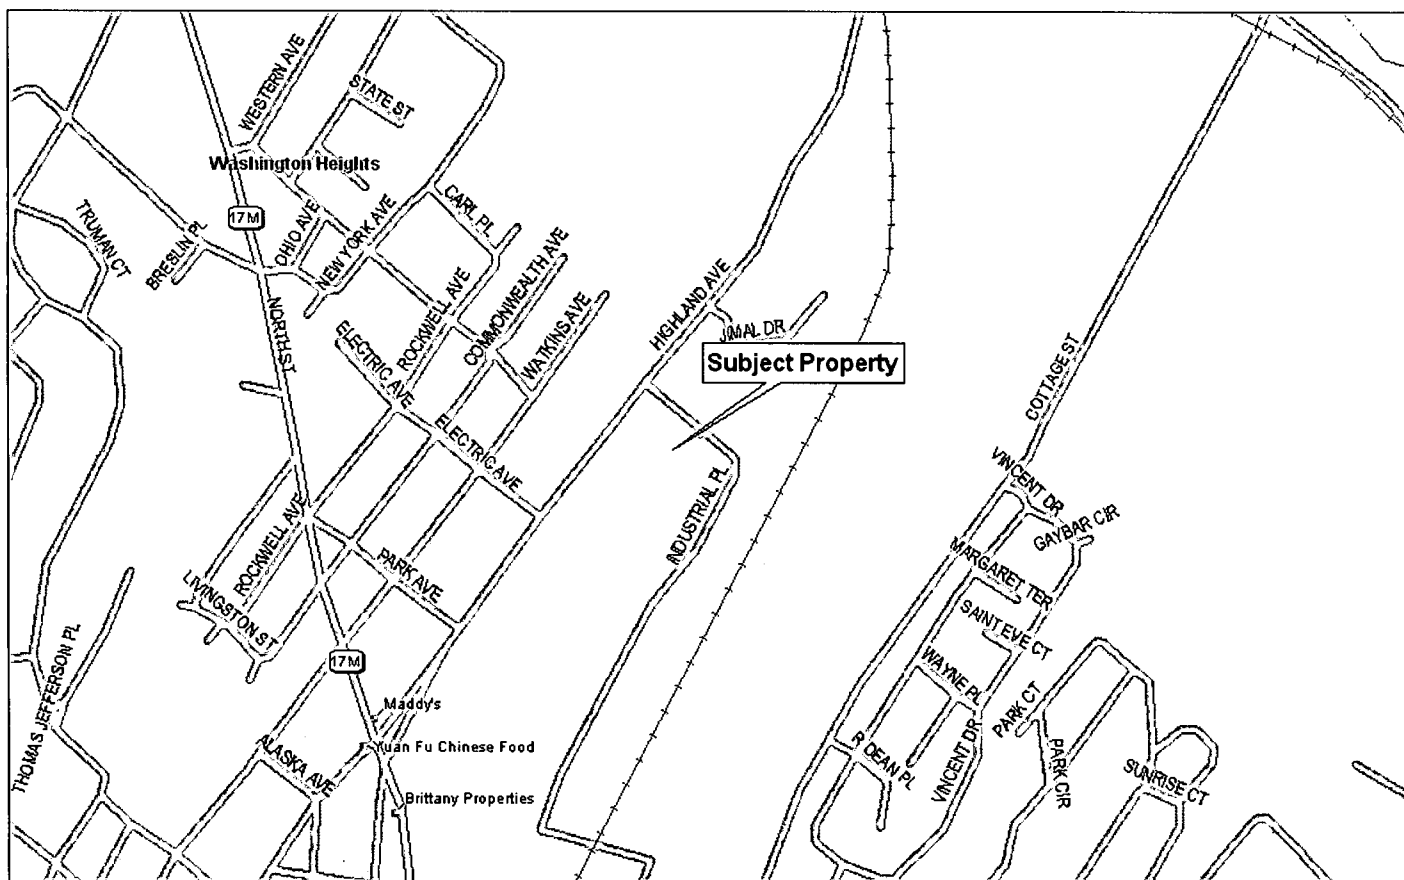 WESTERN AVE
STATE ST
Washington Heights
17M
TRUMAN CT
BRESLIN PL
OHIO AVE
NEW YORK AVE
CARL PL
NORTH ST
ELECTRIC AVE
ROCKWELL AVE
COMMONWEALTH AVE
WATKINS AVE
HIGHLAND AVE
JIMAL DR
Subject Property
COTTAGE ST
ELECTRIC AVE
INDUSTRIAL PL
VINCENT DR
GAYBAR CIR
ROCKWELL AVE
PARK AVE
LIVINGSTON ST
MARGARET TER
SAINT EVE CT
WAYNE PL
17M
THOMAS JEFFERSON PL
Maddy's
Yuan Fu Chinese Food
ALASKA AVE
Brittany Properties
R DEAN PL
VINCENT DR
PARK CT
PARK CIR
SUNRISE CT